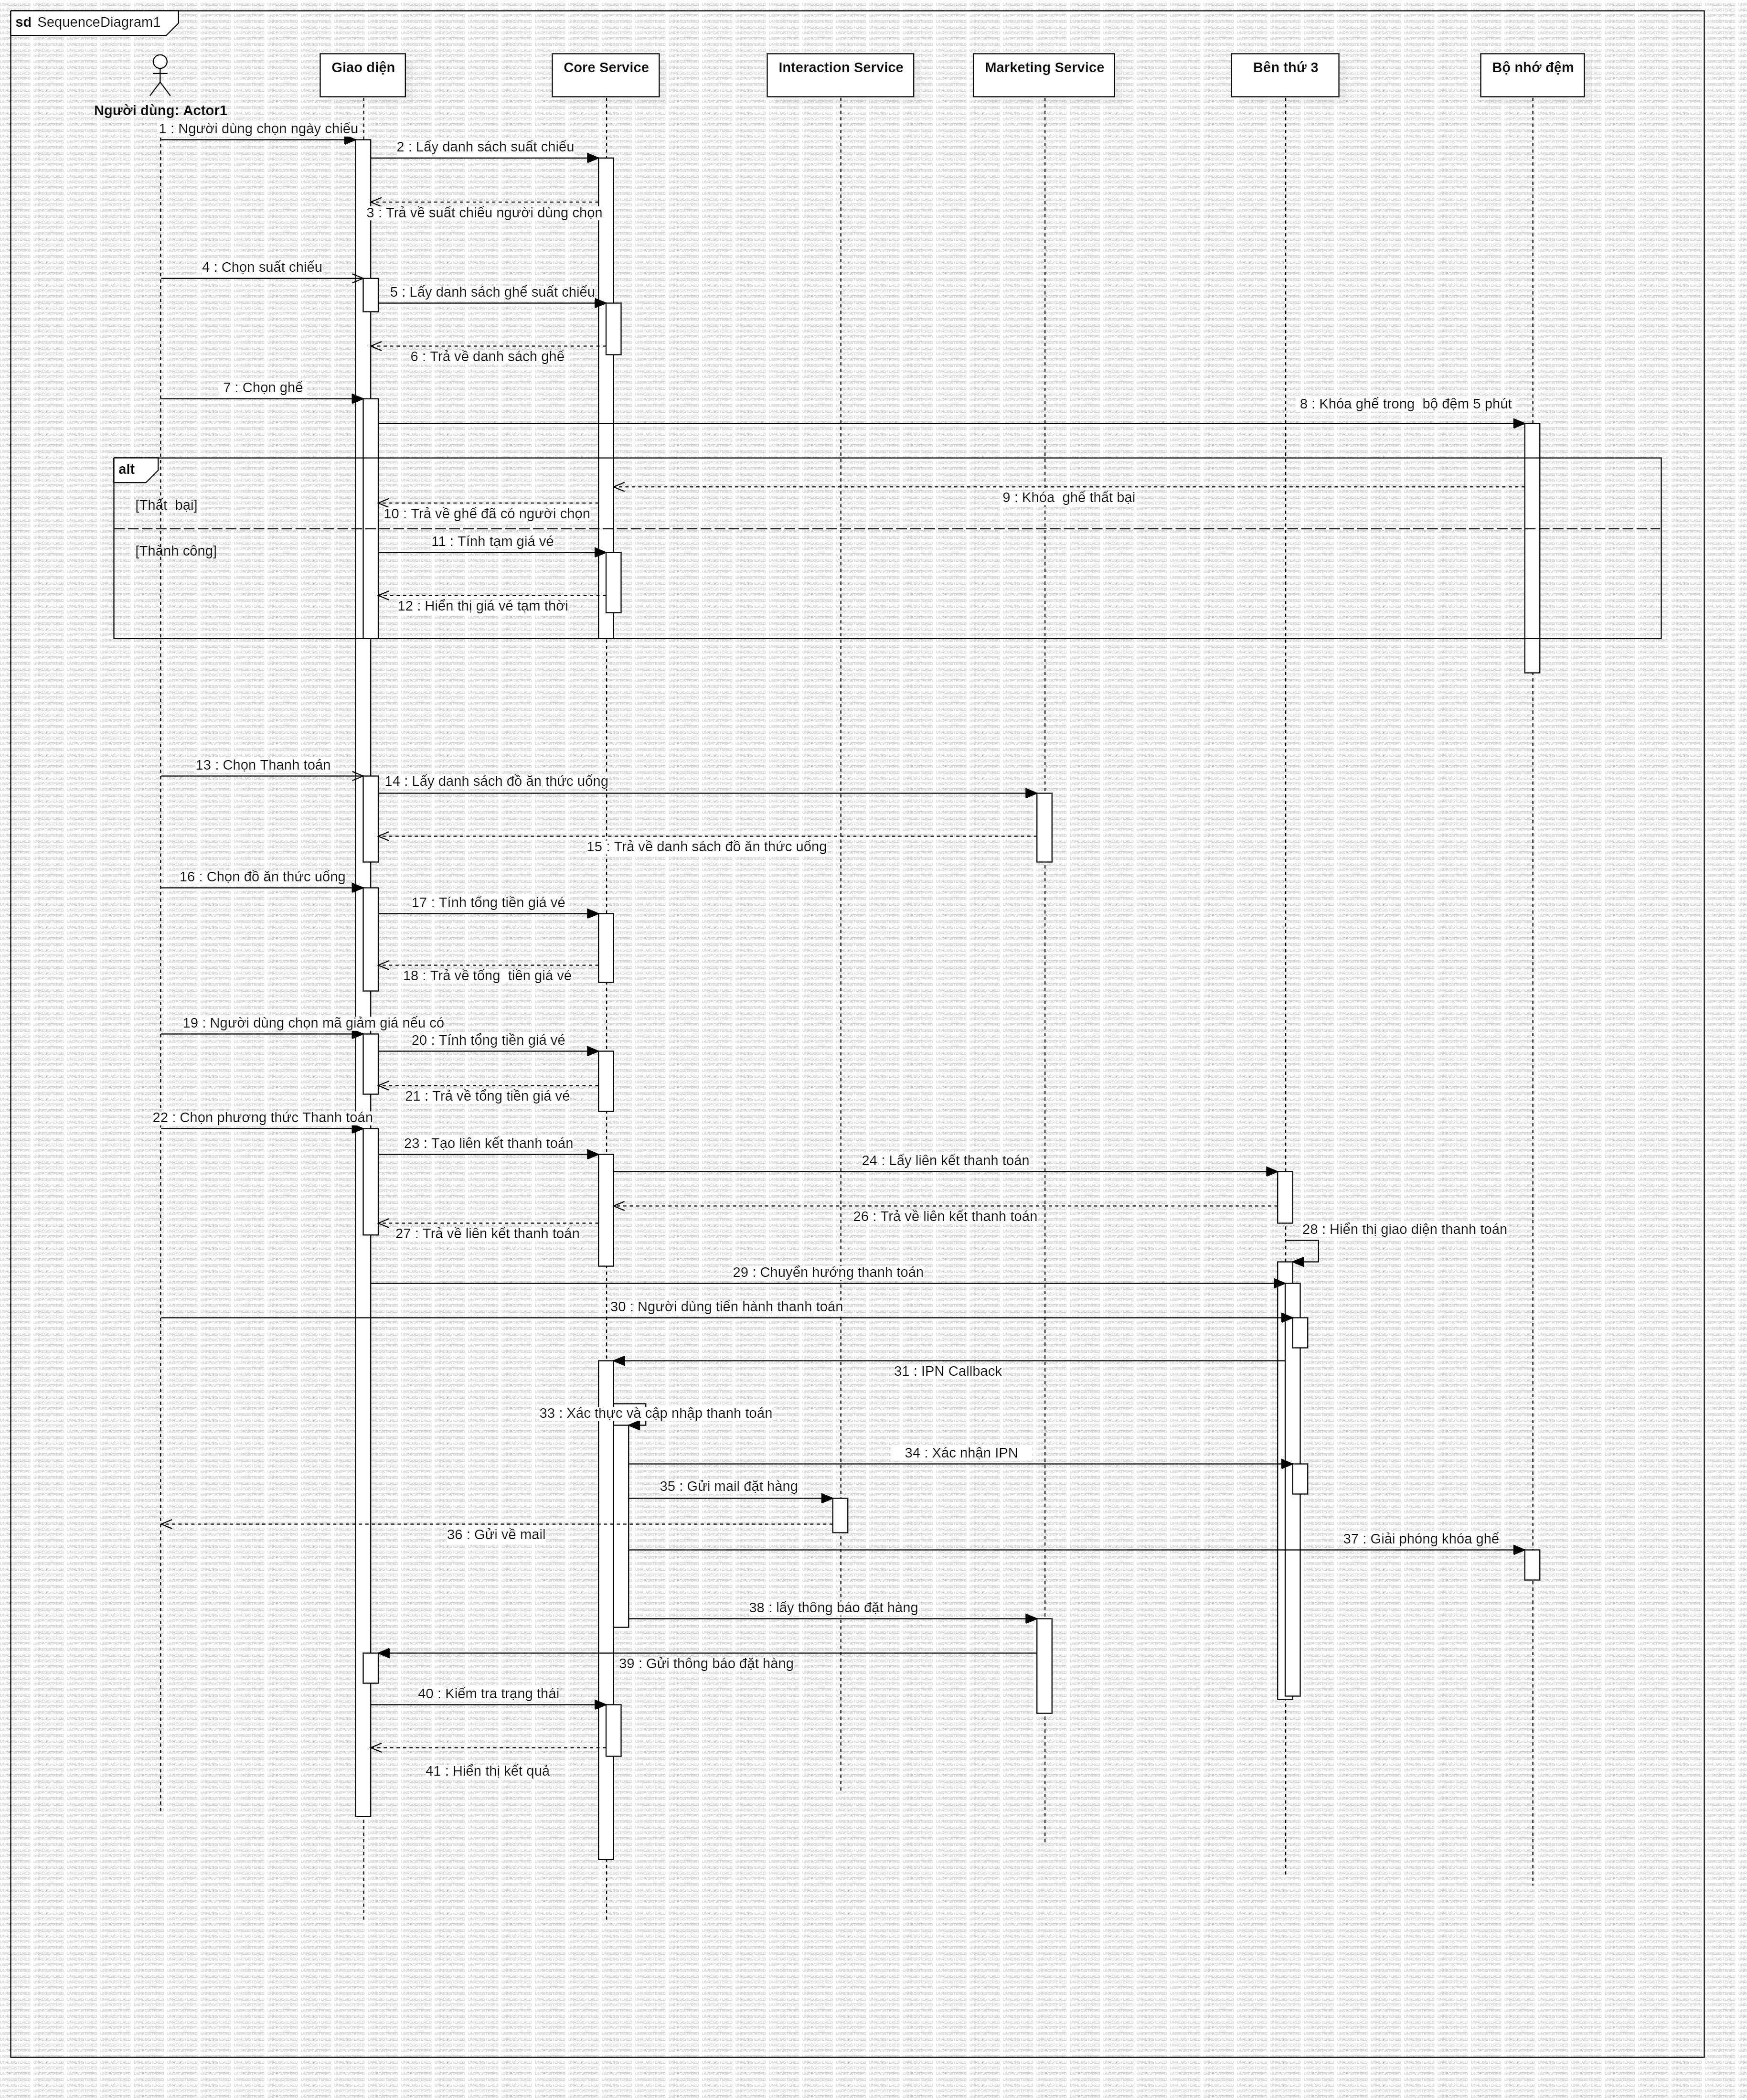 sd SequenceDiagram1
Giao diện
Core Service
Interaction Service
Marketing Service
Bên thứ 3
Bộ nhớ đệm
Người dùng: Actor1
1 : Người dùng chọn ngày chiếu
2 : Lấy danh sách suất chiếu
3 : Trả về suất chiếu người dùng chọn
4 : Chọn suất chiếu
5 : Lấy danh sách ghế suất chiếu
6 : Trả về danh sách ghế
7 : Chọn ghế
8 : Khóa ghế trong  bộ đệm 5 phút
alt
9 : Khóa  ghế thất bại
[Thất  bại]
10 : Trả về ghế đã có người chọn
11 : Tính tạm giá vé
[Thành công]
12 : Hiển thị giá vé tạm thời
13 : Chọn Thanh toán
14 : Lấy danh sách đồ ăn thức uống
15 : Trả về danh sách đồ ăn thức uống
16 : Chọn đồ ăn thức uống
17 : Tính tổng tiền giá vé
18 : Trả về tổng  tiền giá vé
19 : Người dùng chọn mã giảm giá nếu có
20 : Tính tổng tiền giá vé
21 : Trả về tổng tiền giá vé
22 : Chọn phương thức Thanh toán
23 : Tạo liên kết thanh toán
24 : Lấy liên kết thanh toán
26 : Trả về liên kết thanh toán
27 : Trả về liên kết thanh toán
28 : Hiển thị giao diện thanh toán
29 : Chuyển hướng thanh toán
30 : Người dùng tiến hành thanh toán
31 : IPN Callback
33 : Xác thực và cập nhập thanh toán
34 : Xác nhận IPN
35 : Gửi mail đặt hàng
36 : Gửi về mail
37 : Giải phóng khóa ghế
38 : lấy thông báo đặt hàng
39 : Gửi thông báo đặt hàng
40 : Kiểm tra trạng thái
41 : Hiển thị kết quả